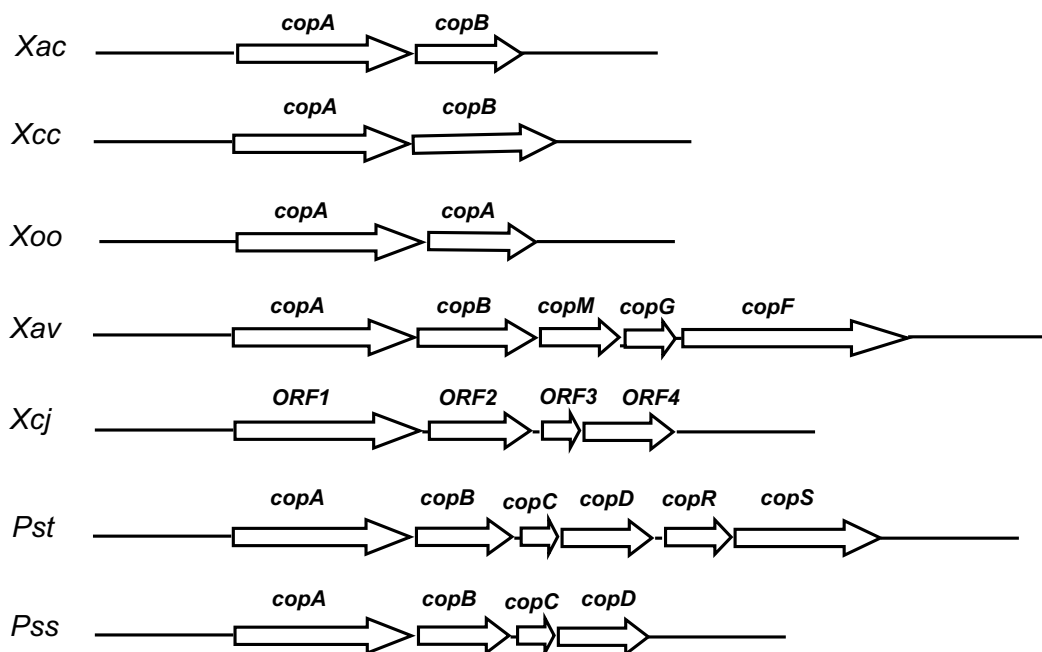 copA copB
Xac
copA copB
Xcc
copA copA
Xoo
copA copB copM copG copF
Xav
ORF1 ORF2 ORF3 ORF4
Xcj
copA copB copC copD copR copS
Pst
copA copB copC copD
Pss